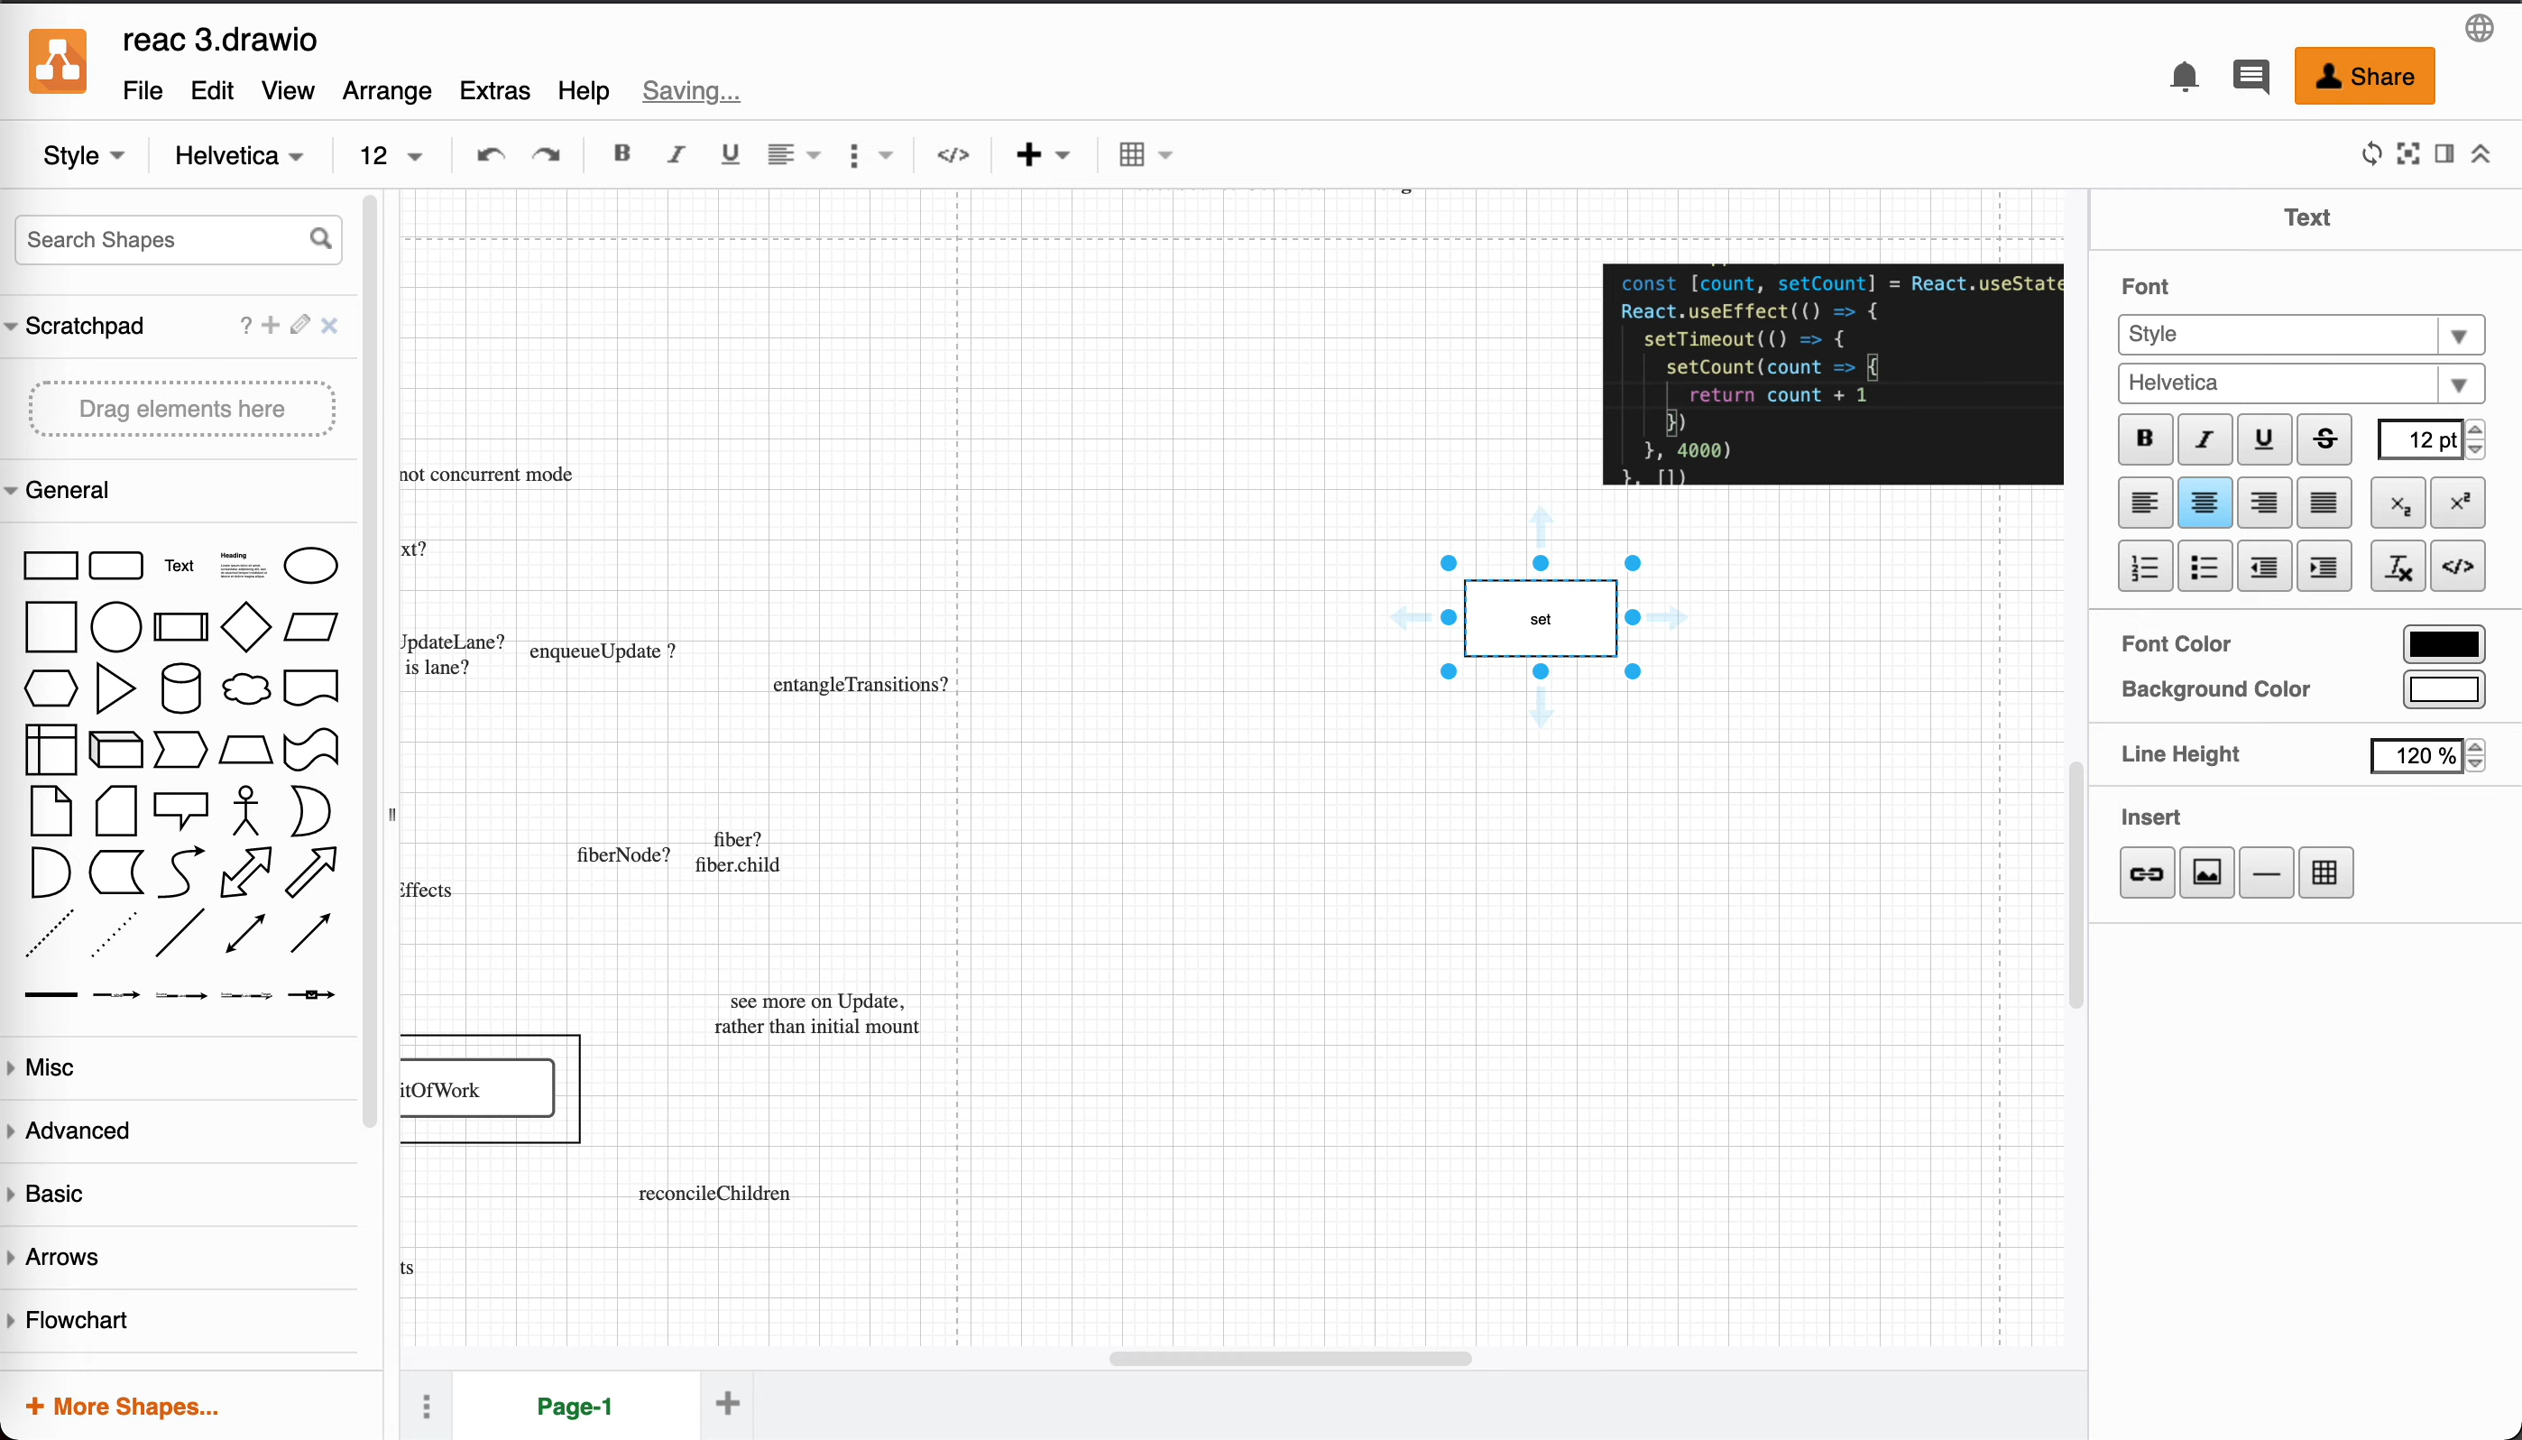 reac 3.drawio
File Edit View Arrange Extras Help Saving...
Share
Style Helvetica 12 B I U </>
Search Shapes
Scratchpad ?
Drag elements here
General
Text
Heading
Misc
Advanced
Basic
Arrows
Flowchart
+ More Shapes...
not concurrent mode
xt?
UpdateLane?
is lane?
enqueueUpdate ?
entangleTransitions?
fiberNode?
fiber?
fiber.child
Effects
see more on Update,
rather than initial mount
itOfWork
reconcileChildren
ts
const [count, setCount] = React.useState
React.useEffect(() => {
setTimeout(() => {
setCount(count => {
return count + 1
})
}, 4000)
}, [])
set
Page-1
Text
Font
Style
Helvetica
B I U S 12 pt
Font Color
Background Color
Line Height 120 %
Insert